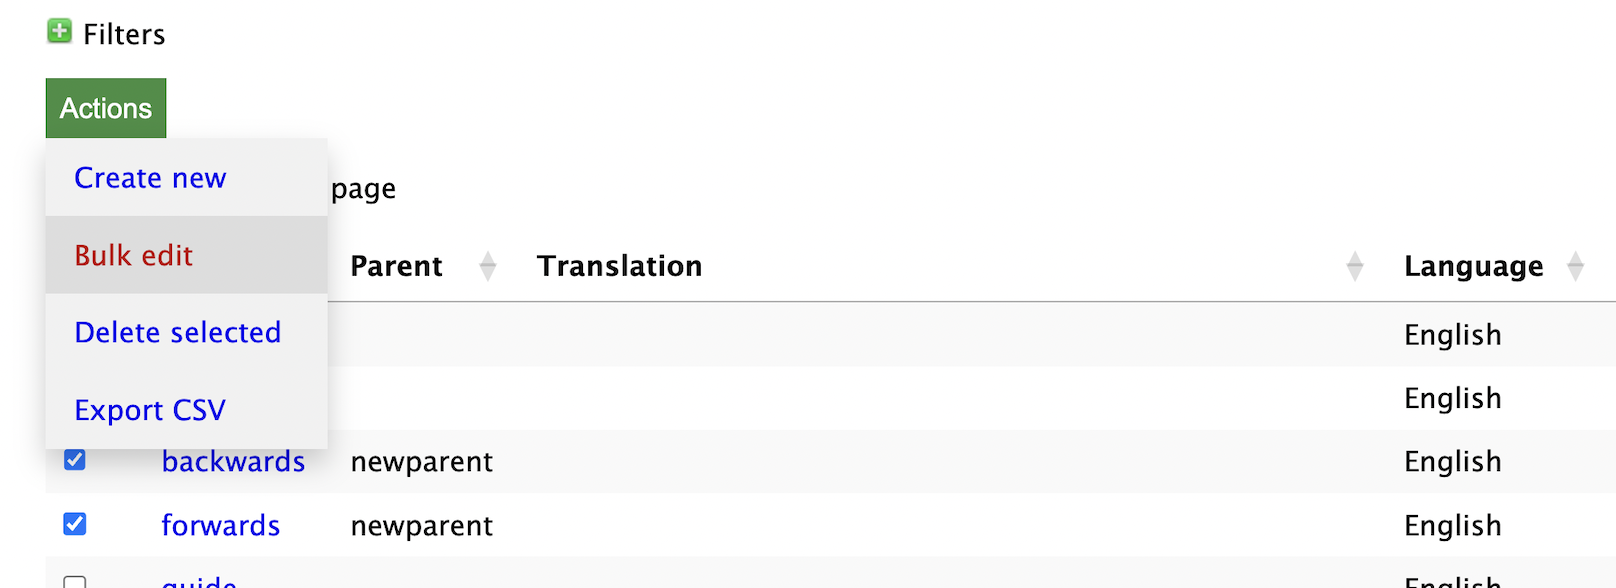 Filters
Actions
Create new
page
Bulk edit
Parent Translation Language
Delete selected
English
English
Export CSV
backwards newparent English
forwards newparent English
guide English